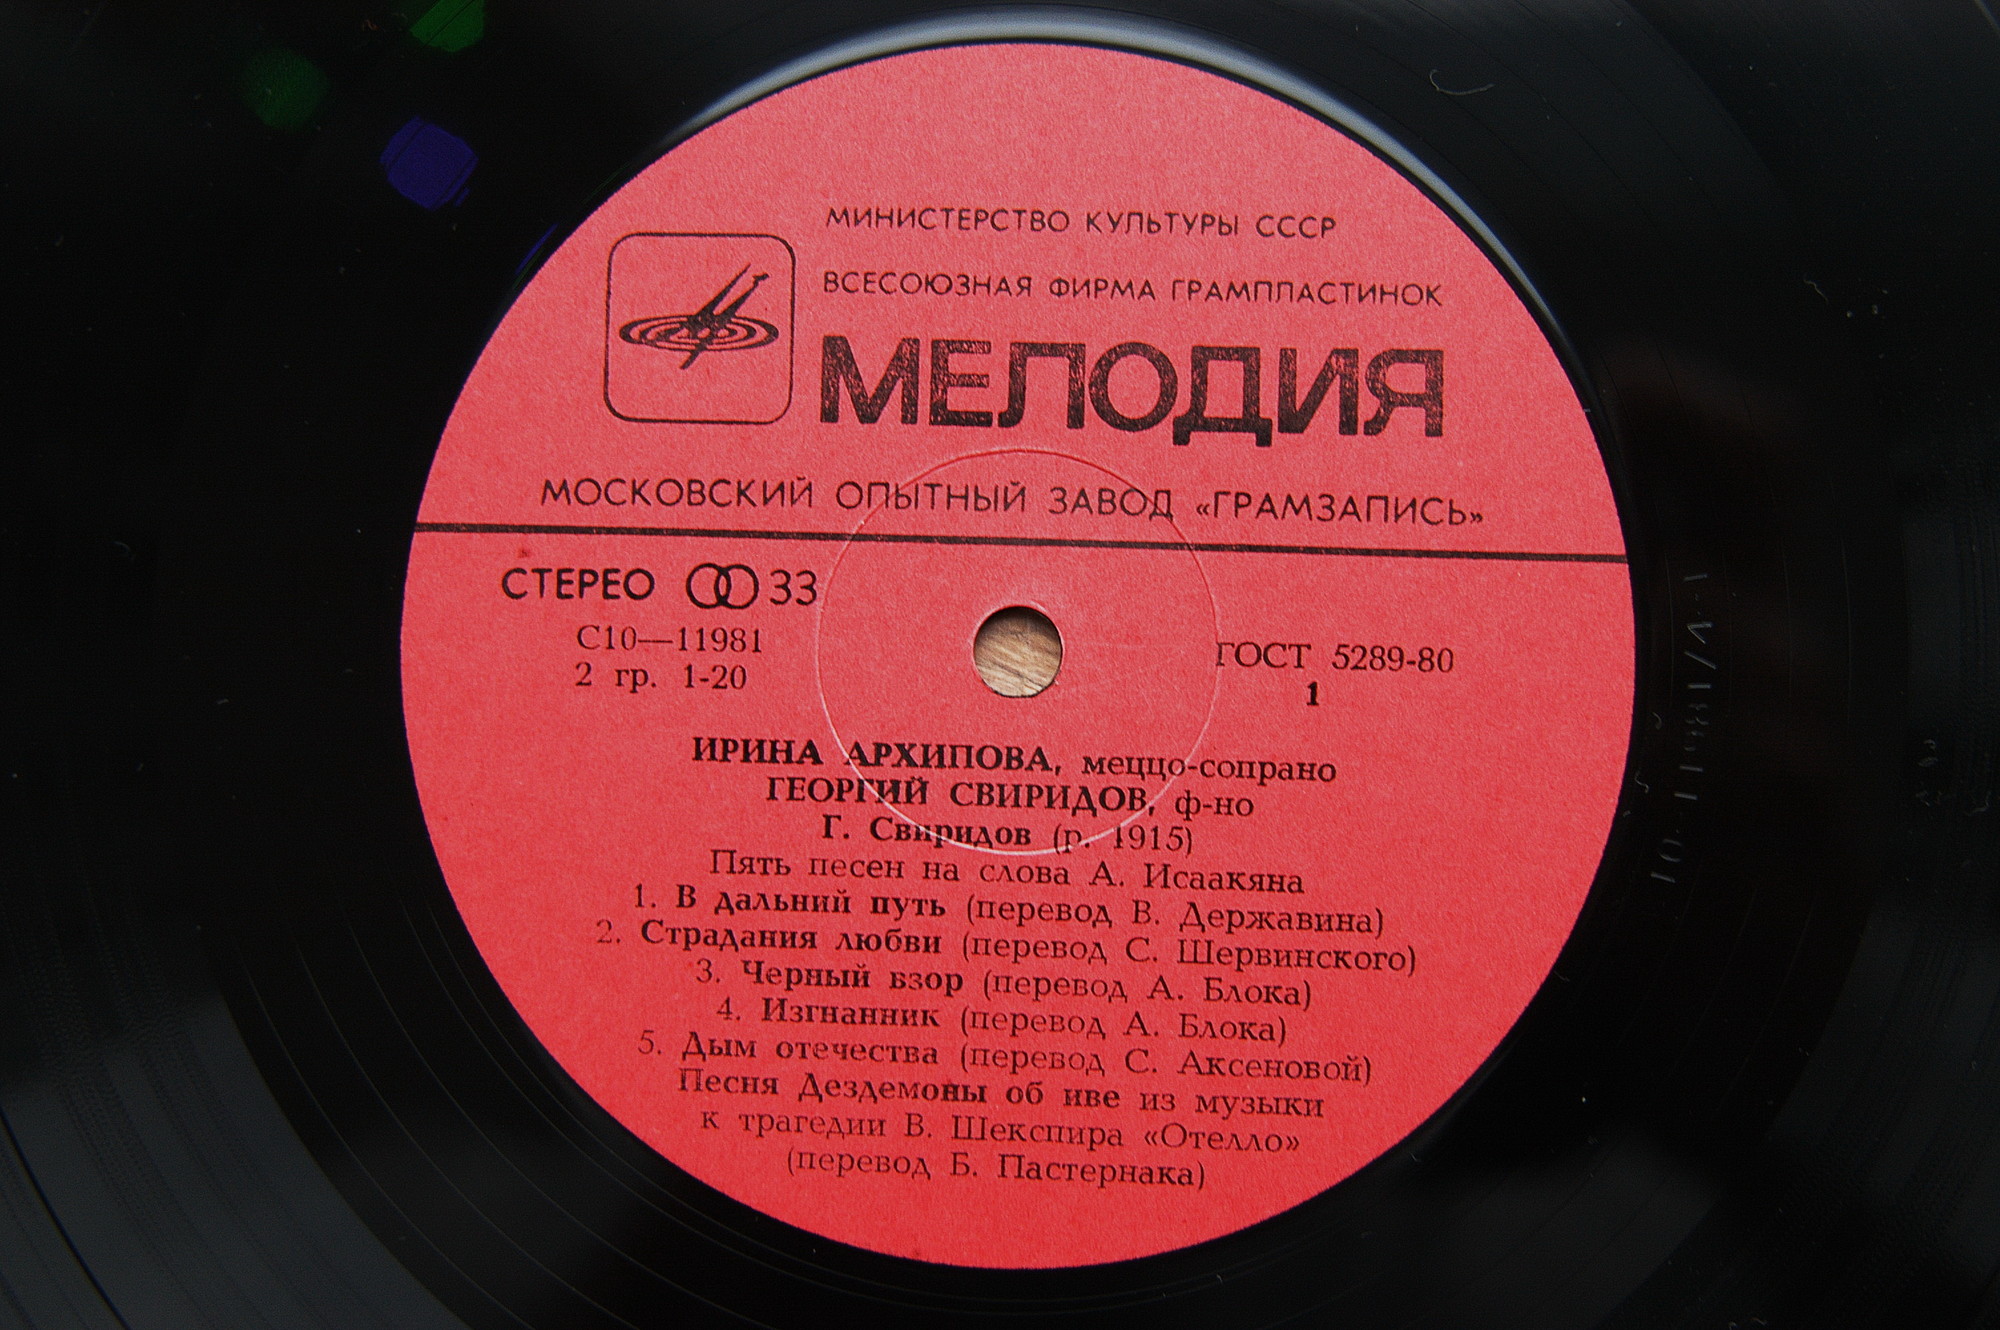 МИНИСТЕРСТВО КУЛЬТУРЫ СССР
ВСЕСОЮЗНАЯ ФИРМА ГРАМПЛАСТИНОК
МЕЛОДИЯ
МОСКОВСКИЙ ОПЫТНЫЙ ЗАВОД «ГРАМЗАПИСЬ»
СТЕРЕО 33
С10—11981
2 гр. 1-20
ГОСТ 5289-80
1
ИРИНА АРХИПОВА, меццо-сопрано
ГЕОРГИЙ СВИРИДОВ, ф-но
Г. Свиридов (р. 1915)
Пять песен на слова А. Исаакяна
1. В дальний путь (перевод В. Державина)
2. Страдания любви (перевод С. Шервинского)
3. Черный взор (перевод А. Блока)
4. Изгнанник (перевод А. Блока)
5. Дым отечества (перевод С. Аксеновой)
Песня Дездемоны об иве из музыки
к трагедии В. Шекспира «Отелло»
(перевод Б. Пастернака)